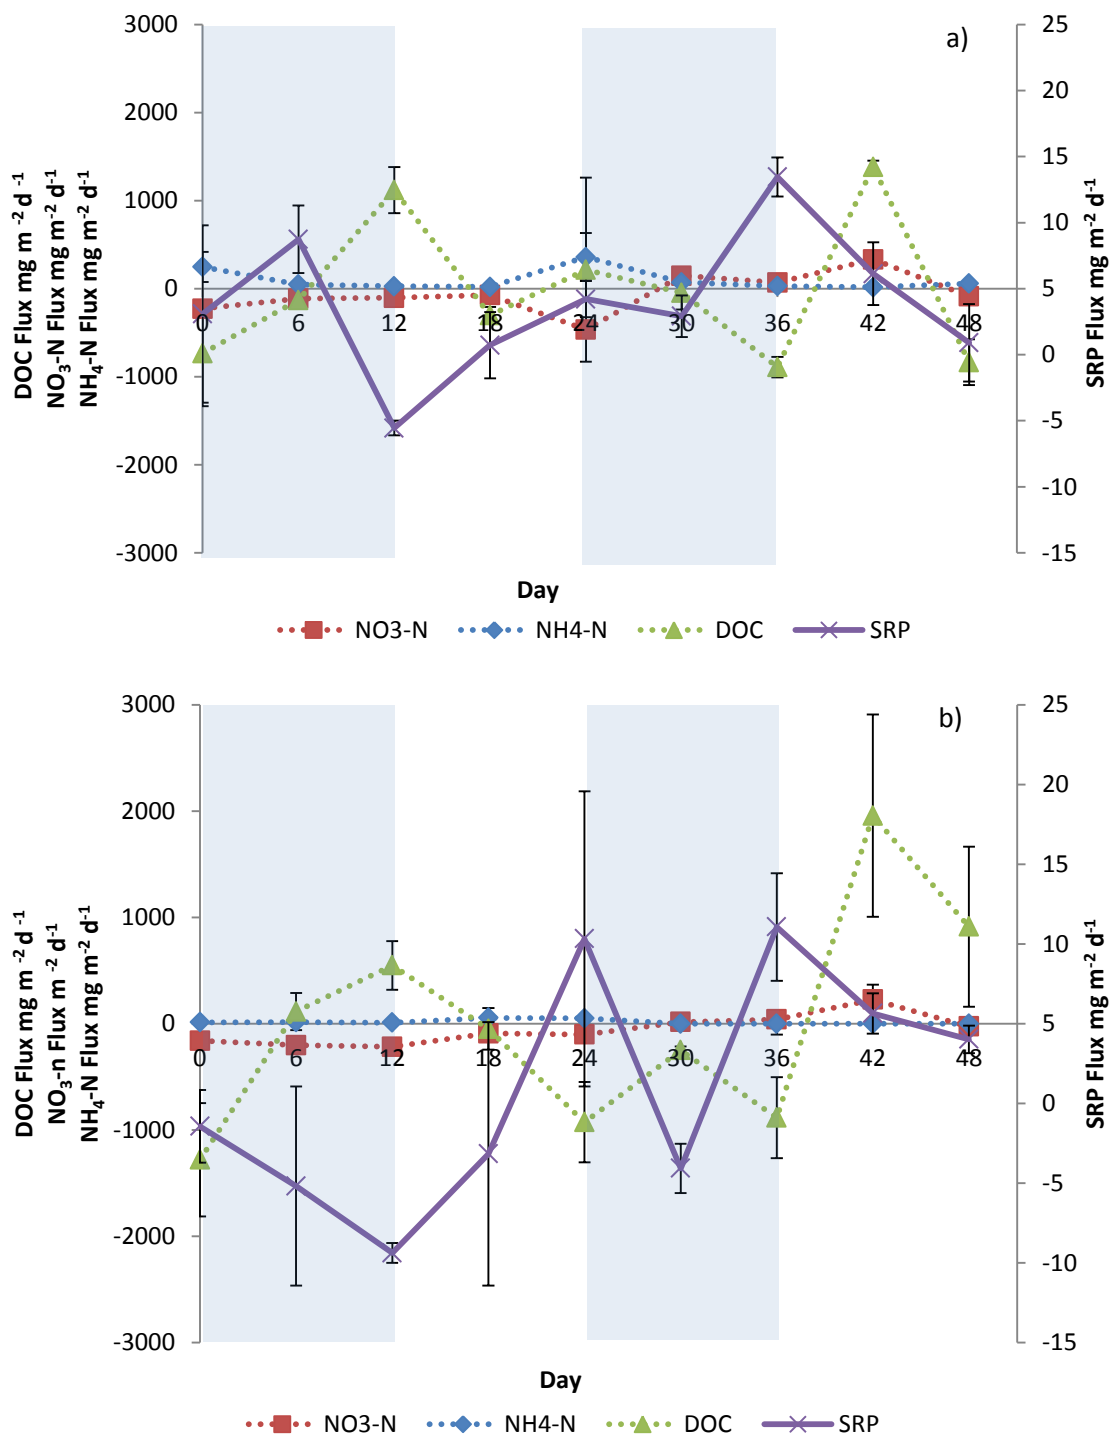 a)
3000
2000
1000
0
-1000
-2000
-3000
DOC Flux mg m⁻² d⁻¹
NO₃-N Flux mg m⁻² d⁻¹
NH₄-N Flux mg m⁻² d⁻¹
0 6 12 18 24 30 36 42 48
25
20
15
10
5
0
-5
-10
-15
SRP Flux mg m⁻² d⁻¹
Day
NO3-N NH4-N DOC SRP
b)
3000
2000
1000
0
-1000
-2000
-3000
DOC Flux mg m⁻² d⁻¹
NO₃-n Flux m⁻² d⁻¹
NH₄-N Flux mg m⁻² d⁻¹
0 6 12 18 24 30 36 42 48
25
20
15
10
5
0
-5
-10
-15
SRP Flux mg m⁻² d⁻¹
Day
NO3-N NH4-N DOC SRP